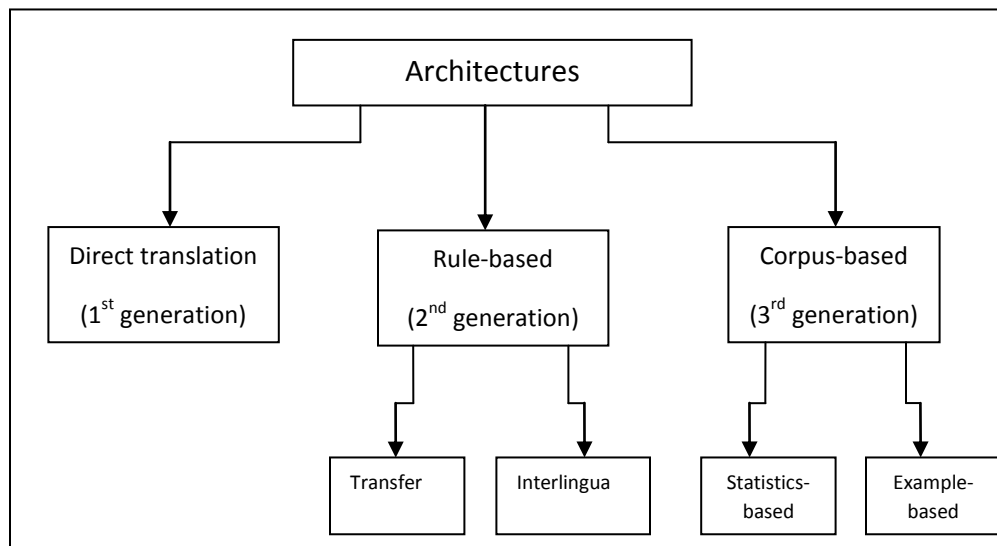 Architectures
Direct translation
(1st generation)
Rule-based
(2nd generation)
Corpus-based
(3rd generation)
Transfer
Interlingua
Statistics-
based
Example-
based